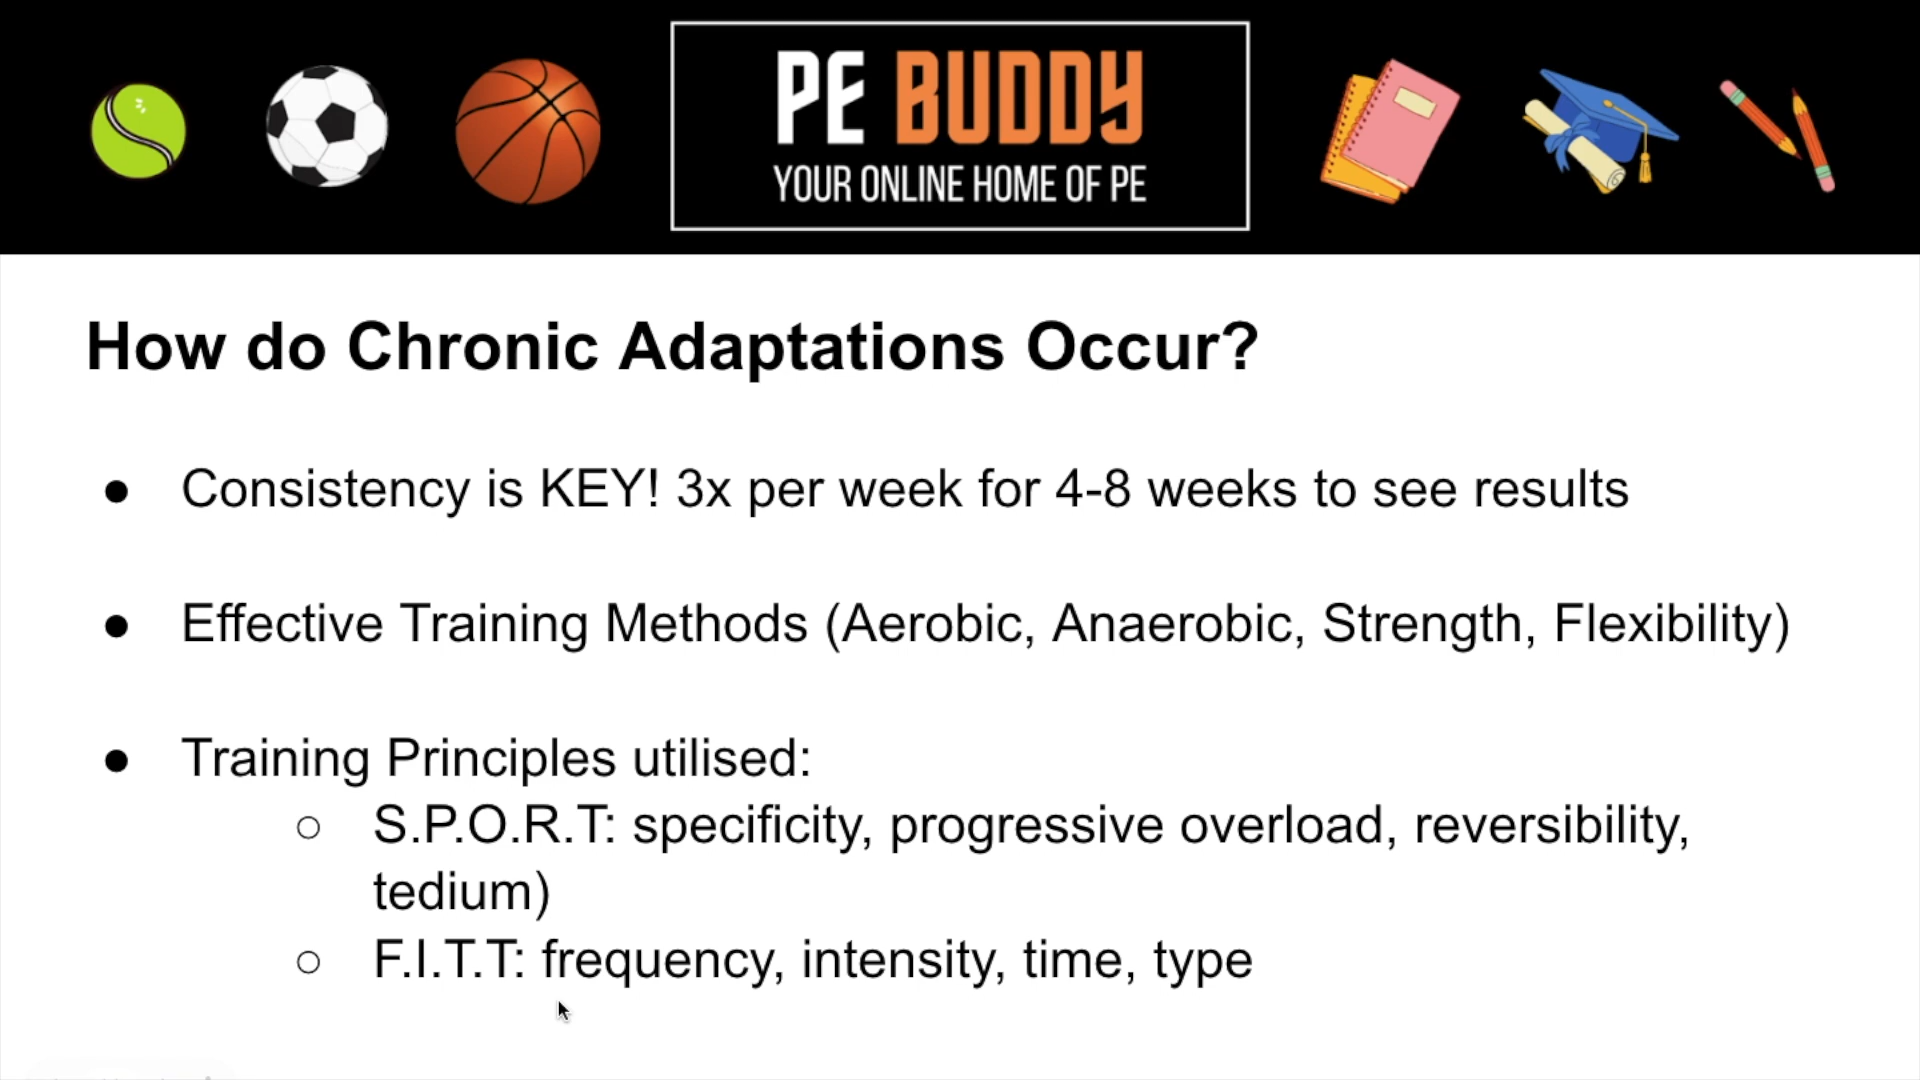 PE BUDDY
YOUR ONLINE HOME OF PE
How do Chronic Adaptations Occur?
● Consistency is KEY! 3x per week for 4-8 weeks to see results
● Effective Training Methods (Aerobic, Anaerobic, Strength, Flexibility)
● Training Principles utilised:
○ S.P.O.R.T: specificity, progressive overload, reversibility,
tedium)
○ F.I.T.T: frequency, intensity, time, type